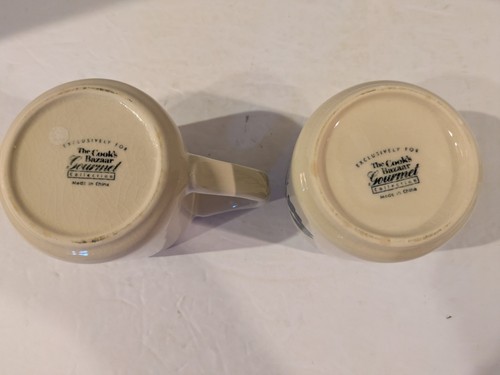 EXCLUSIVELY FOR
The Cook's
Bazaar
Gourmet
Collection
Made in China
EXCLUSIVELY FOR
The Cook's
Bazaar
Gourmet
Collection
Made in China